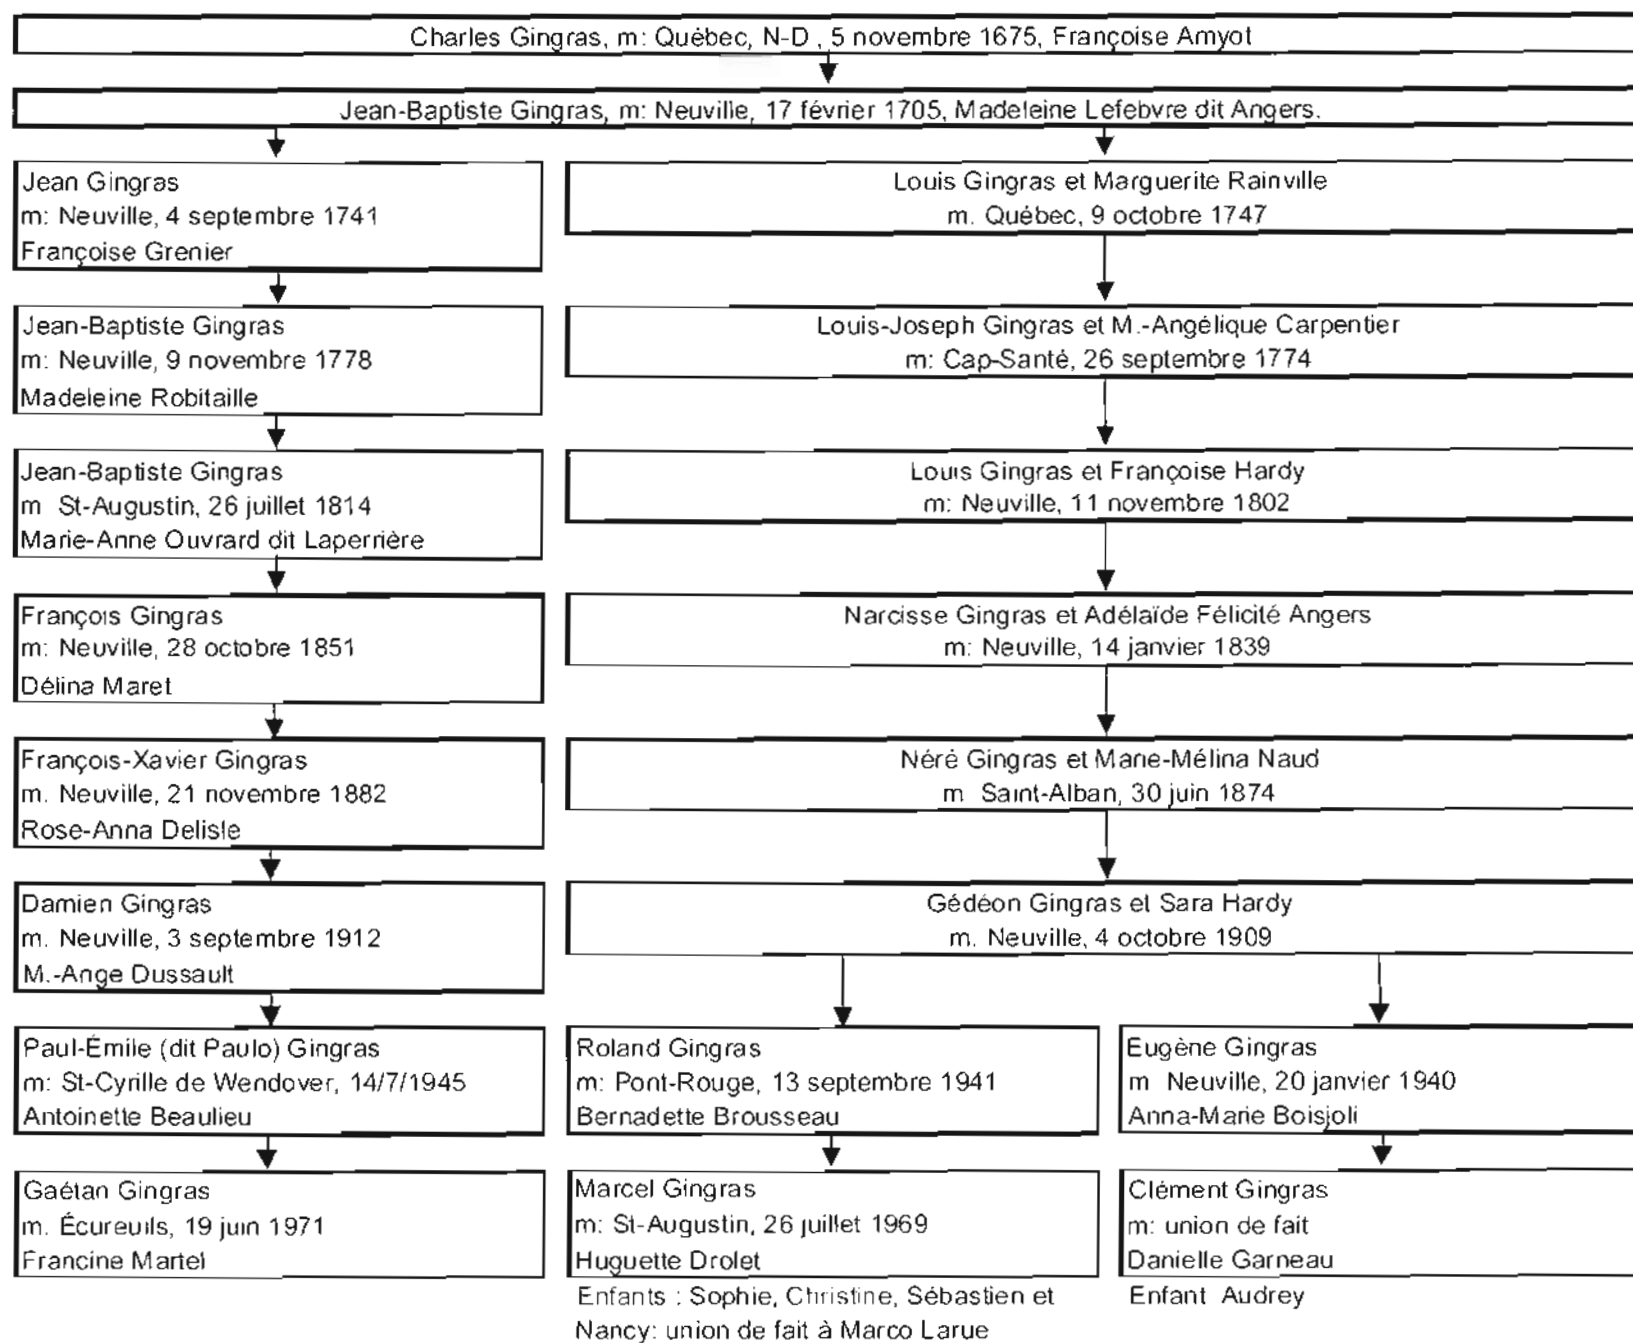 Charles Gingras, m: Québec, N-D , 5 novembre 1675, Françoise Amyot
Jean-Baptiste Gingras, m: Neuville, 17 février 1705, Madeleine Lefebvre dit Angers.
Jean Gingras
m: Neuville, 4 septembre 1741
Françoise Grenier
Louis Gingras et Marguerite Rainville
m. Québec, 9 octobre 1747
Jean-Baptiste Gingras
m: Neuville, 9 novembre 1778
Madeleine Robitaille
Louis-Joseph Gingras et M.-Angélique Carpentier
m: Cap-Santé, 26 septembre 1774
Jean-Baptiste Gingras
m St-Augustin, 26 juillet 1814
Marie-Anne Ouvrard dit Laperrière
Louis Gingras et Françoise Hardy
m: Neuville, 11 novembre 1802
François Gingras
m: Neuville, 28 octobre 1851
Délina Maret
Narcisse Gingras et Adélaïde Félicité Angers
m: Neuville, 14 janvier 1839
François-Xavier Gingras
m. Neuville, 21 novembre 1882
Rose-Anna Delisle
Néré Gingras et Marie-Mélina Naud
m Saint-Alban, 30 juin 1874
Damien Gingras
m. Neuville, 3 septembre 1912
M.-Ange Dussault
Gédéon Gingras et Sara Hardy
m. Neuville, 4 octobre 1909
Paul-Émile (dit Paulo) Gingras
m: St-Cyrille de Wendover, 14/7/1945
Antoinette Beaulieu
Roland Gingras
m: Pont-Rouge, 13 septembre 1941
Bernadette Brousseau
Eugène Gingras
m Neuville, 20 janvier 1940
Anna-Marie Boisjoli
Gaétan Gingras
m. Écureuils, 19 juin 1971
Francine Martel
Marcel Gingras
m: St-Augustin, 26 juillet 1969
Huguette Drolet
Enfants : Sophie, Christine, Sébastien et
Nancy: union de fait à Marco Larue
Clément Gingras
m: union de fait
Danielle Garneau
Enfant Audrey